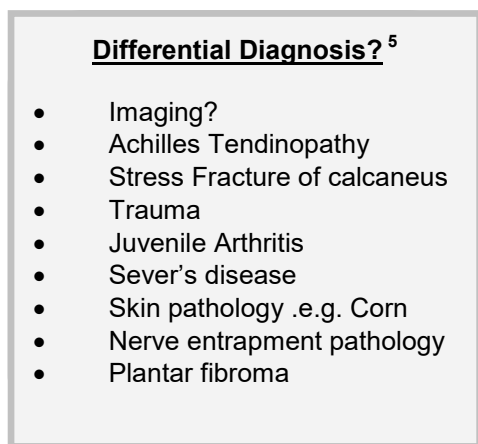 Differential Diagnosis? 5
• Imaging?
• Achilles Tendinopathy
• Stress Fracture of calcaneus
• Trauma
• Juvenile Arthritis
• Sever's disease
• Skin pathology .e.g. Corn
• Nerve entrapment pathology
• Plantar fibroma